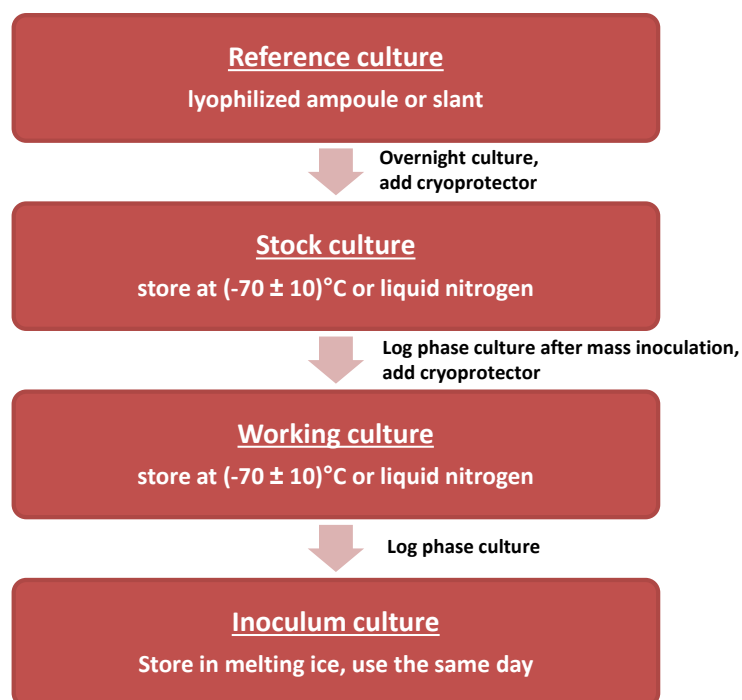 Reference culture
lyophilized ampoule or slant
Overnight culture,
add cryoprotector
Stock culture
store at (-70 ± 10)°C or liquid nitrogen
Log phase culture after mass inoculation,
add cryoprotector
Working culture
store at (-70 ± 10)°C or liquid nitrogen
Log phase culture
Inoculum culture
Store in melting ice, use the same day